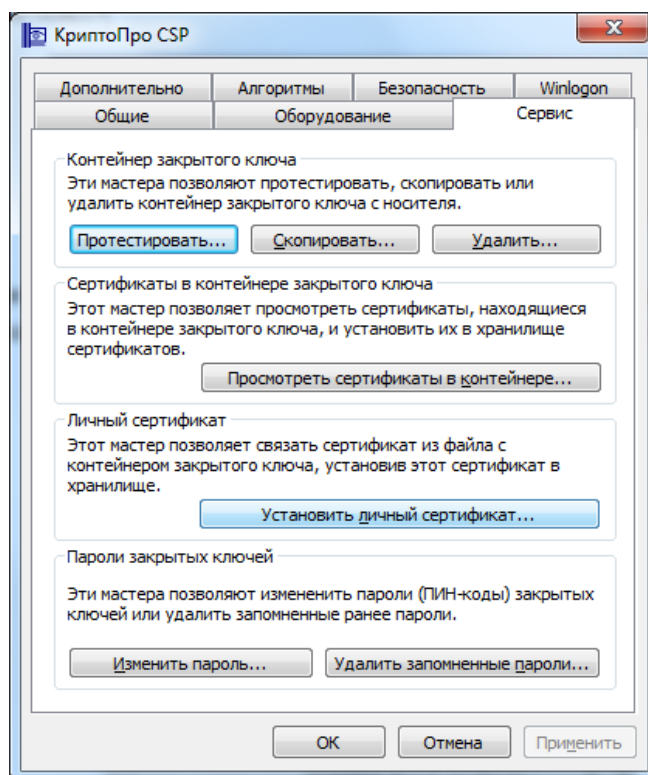 КриптоПро CSP
Дополнительно Алгоритмы Безопасность Winlogon
Общие Оборудование Сервис
Контейнер закрытого ключа
Эти мастера позволяют протестировать, скопировать или
удалить контейнер закрытого ключа с носителя.
Протестировать... Скопировать... Удалить...
Сертификаты в контейнере закрытого ключа
Этот мастер позволяет просмотреть сертификаты, находящиеся
в контейнере закрытого ключа, и установить их в хранилище
сертификатов.
Просмотреть сертификаты в контейнере...
Личный сертификат
Этот мастер позволяет связать сертификат из файла с
контейнером закрытого ключа, установив этот сертификат в
хранилище.
Установить личный сертификат...
Пароли закрытых ключей
Эти мастера позволяют измененить пароли (ПИН-коды) закрытых
ключей или удалить запомненные ранее пароли.
Изменить пароль... Удалить запомненные пароли...
ОК Отмена Применить